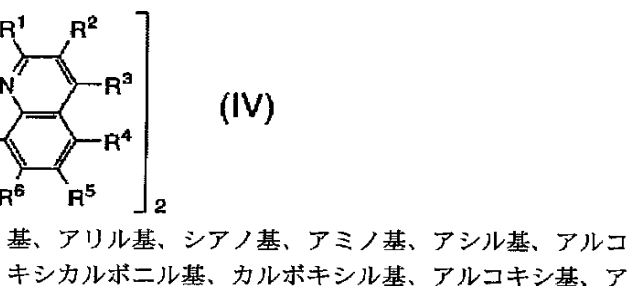 R¹ R²
N R³
(IV)
R⁴
R⁶ R⁵
2
基、アリル基、シアノ基、アミノ基、アシル基、アルコ
キシカルボニル基、カルボキシル基、アルコキシ基、ア